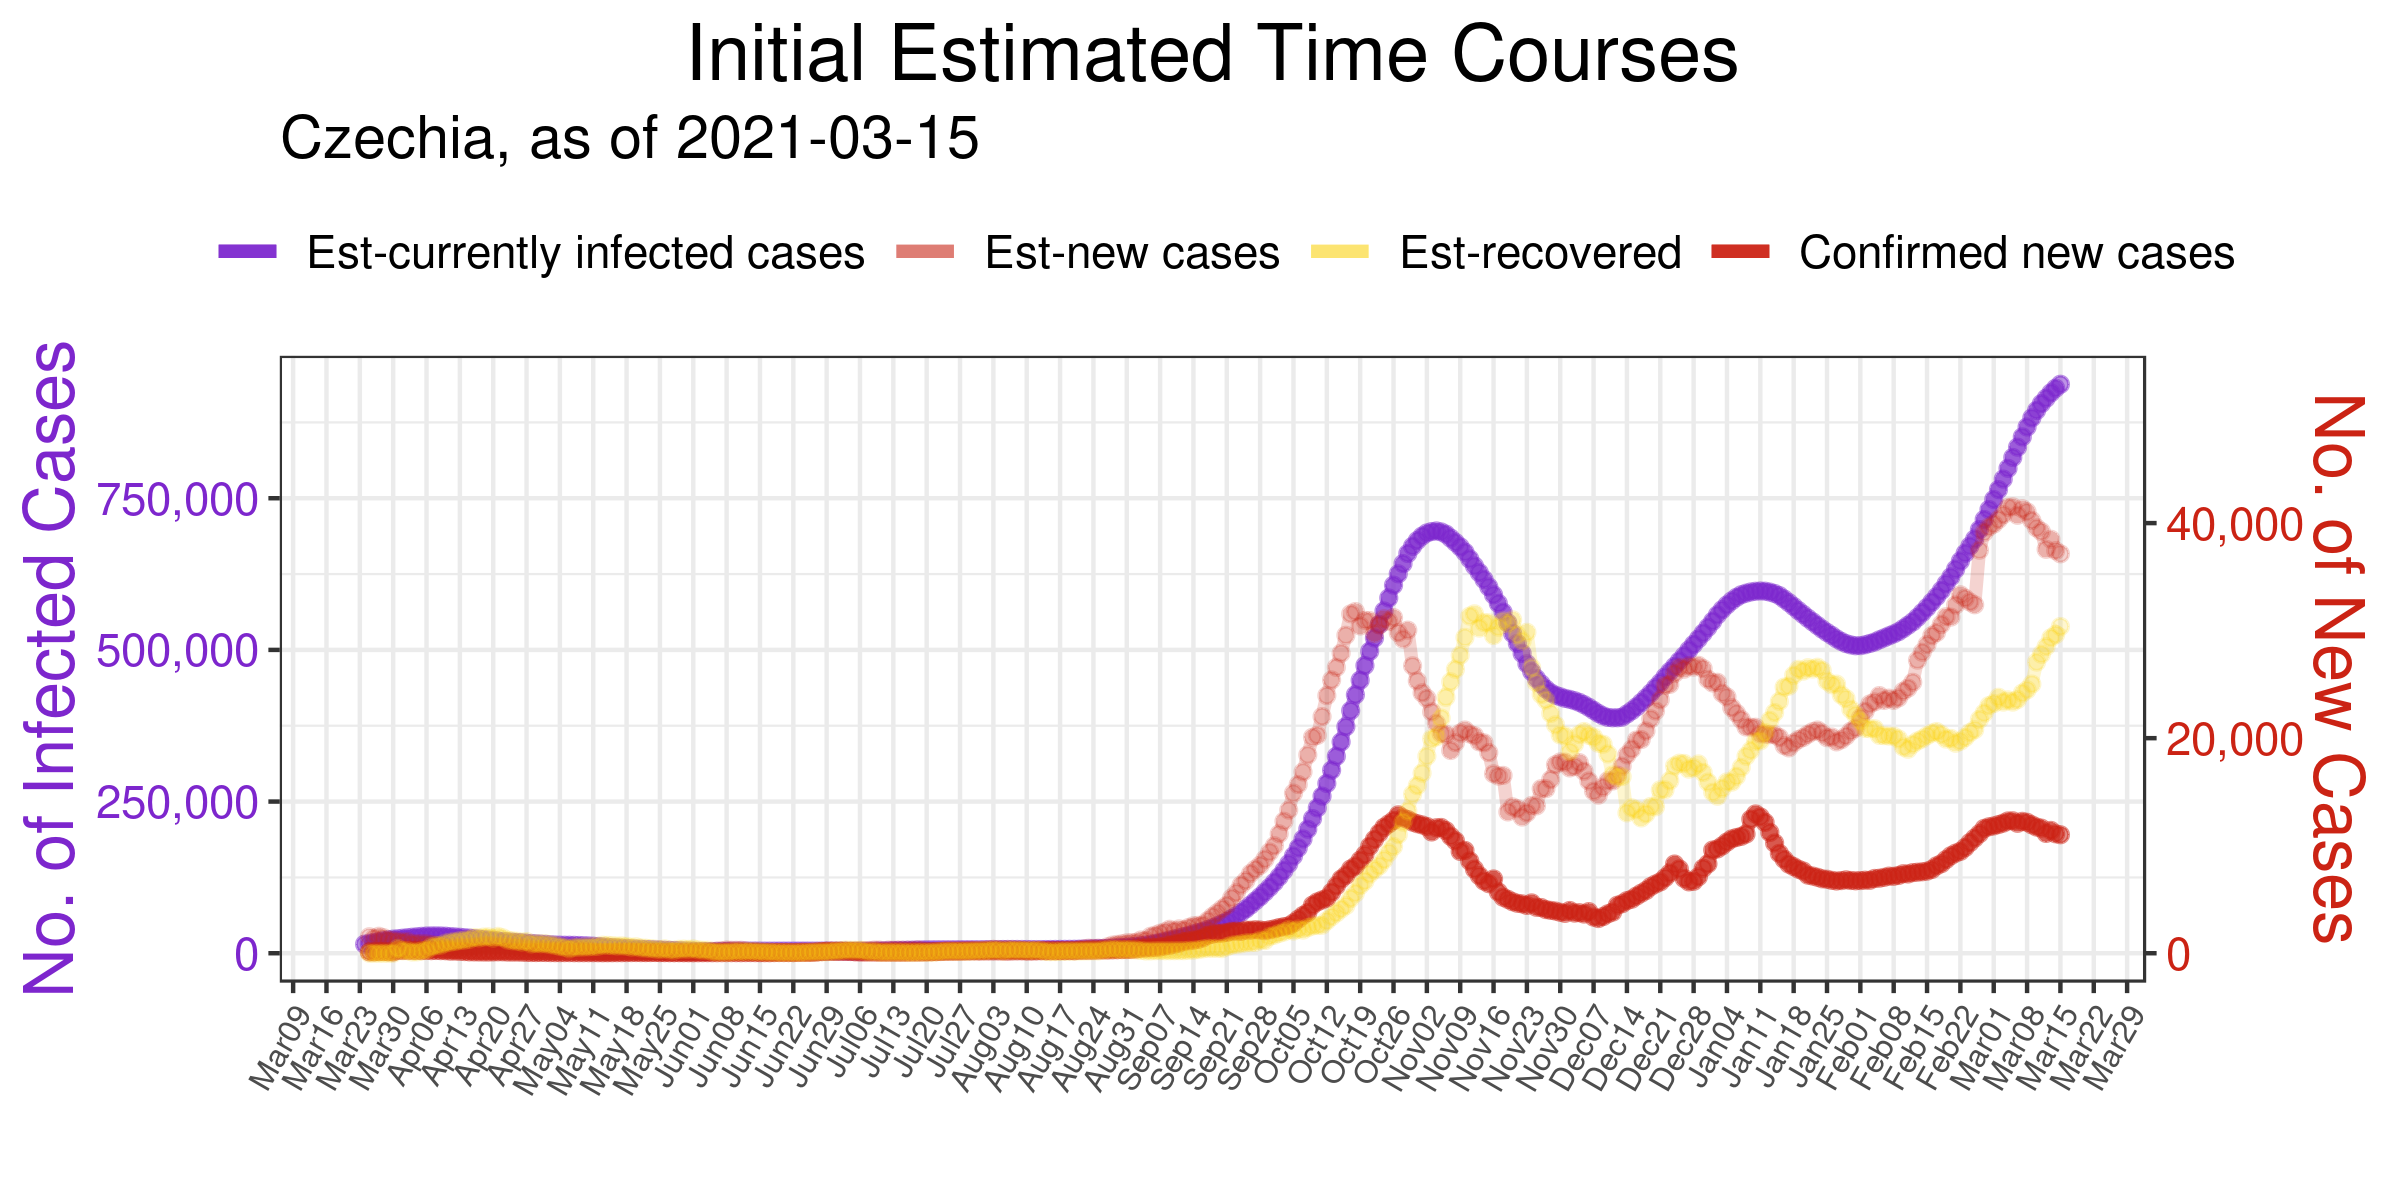 Initial Estimated Time Courses
Czechia, as of 2021-03-15
Est-currently infected cases Est-new cases Est-recovered Confirmed new cases
No. of Infected Cases
750,000
500,000
250,000
0
40,000
20,000
0
No. of New Cases
Mar09 Mar16 Mar23 Mar30 Apr06 Apr13 Apr20 Apr27 May04 May11 May18 May25 Jun01 Jun08 Jun15 Jun22 Jun29 Jul06 Jul13 Jul20 Jul27 Aug03 Aug10 Aug17 Aug24 Aug31 Sep07 Sep14 Sep21 Sep28 Oct05 Oct12 Oct19 Oct26 Nov02 Nov09 Nov16 Nov23 Nov30 Dec07 Dec14 Dec21 Dec28 Jan04 Jan11 Jan18 Jan25 Feb01 Feb08 Feb15 Feb22 Mar01 Mar08 Mar15 Mar22 Mar29